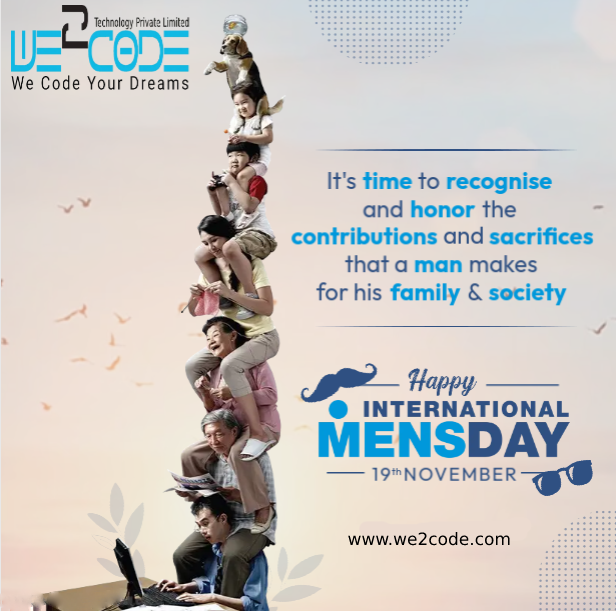 Technology Private Limited
WE2CODE
We Code Your Dreams
It's time to recognise
and honor the
contributions and sacrifices
that a man makes
for his family & society
Happy
INTERNATIONAL
MENSDAY
19th NOVEMBER
www.we2code.com